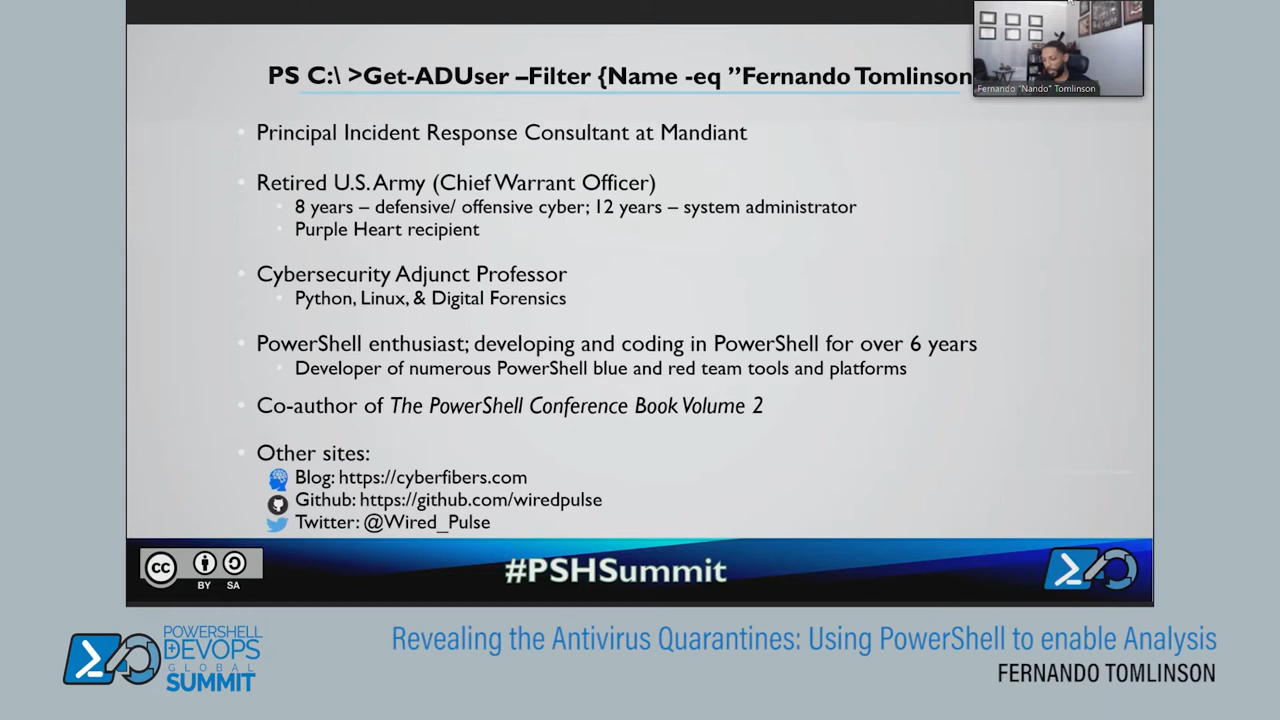 PS C:\ >Get-ADUser –Filter {Name -eq ”Fernando Tomlinson
Fernando "Nando" Tomlinson
Principal Incident Response Consultant at Mandiant
Retired U.S. Army (Chief Warrant Officer)
8 years – defensive/ offensive cyber; 12 years – system administrator
Purple Heart recipient
Cybersecurity Adjunct Professor
Python, Linux, & Digital Forensics
PowerShell enthusiast; developing and coding in PowerShell for over 6 years
Developer of numerous PowerShell blue and red team tools and platforms
Co-author of The PowerShell Conference Book Volume 2
Other sites:
Blog: https://cyberfibers.com
Github: https://github.com/wiredpulse
Twitter: @Wired_Pulse
cc BY SA
#PSHSummit
POWERSHELL
DEVOPS
GLOBAL
SUMMIT
Revealing the Antivirus Quarantines: Using PowerShell to enable Analysis
FERNANDO TOMLINSON